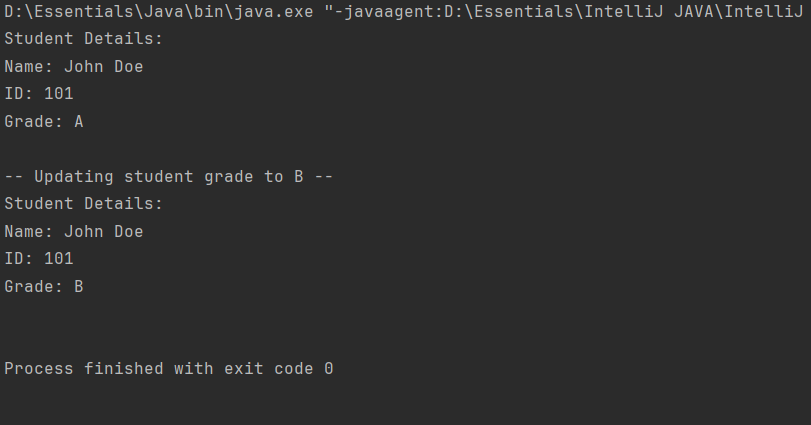 D:\Essentials\Java\bin\java.exe "-javaagent:D:\Essentials\IntelliJ JAVA\IntelliJ
Student Details:
Name: John Doe
ID: 101
Grade: A
-- Updating student grade to B --
Student Details:
Name: John Doe
ID: 101
Grade: B
Process finished with exit code 0